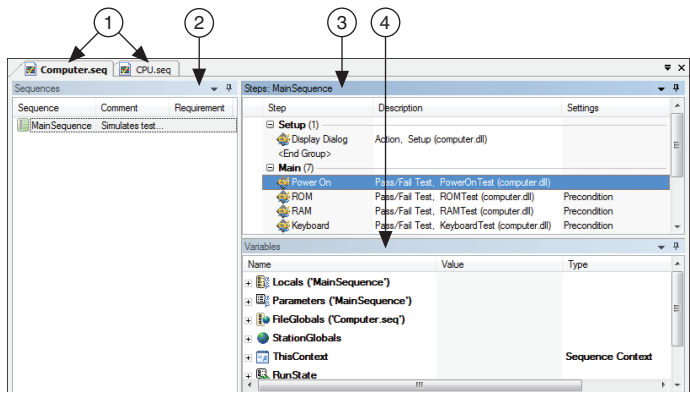 1 2 3 4
Computer.seq CPU.seq
Sequences
Sequence Comment Requirement
MainSequence Simulates test...
Steps: MainSequence
Step Description Settings
Setup (1)
Display Dialog Action, Setup (computer.dll)
<End Group>
Main (7)
Power On Pass/Fail Test, PowerOnTest (computer.dll)
ROM Pass/Fail Test, ROMTest (computer.dll) Precondition
RAM Pass/Fail Test, RAMTest (computer.dll) Precondition
Keyboard Pass/Fail Test, KeyboardTest (computer.dll) Precondition
Variables
Name Value Type
Locals ('MainSequence')
Parameters ('MainSequence')
FileGlobals ('Computer.seq')
StationGlobals
ThisContext Sequence Context
RunState